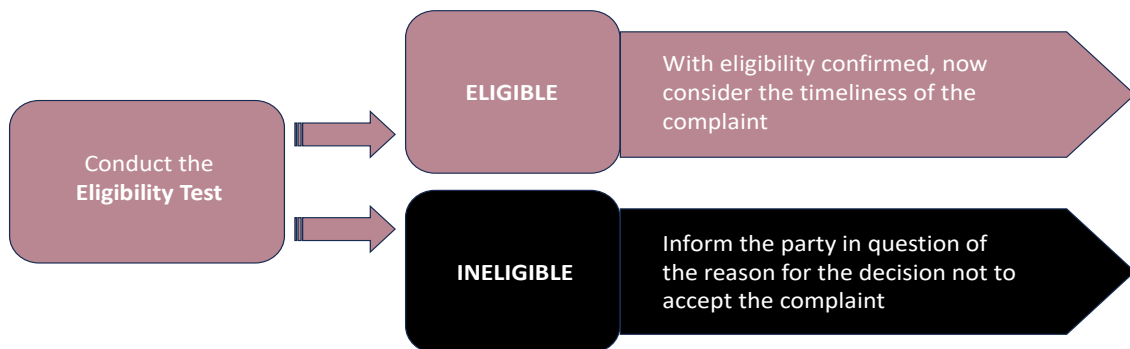 Conduct the
Eligibility Test
ELIGIBLE
With eligibility confirmed, now
consider the timeliness of the
complaint
INELIGIBLE
Inform the party in question of
the reason for the decision not to
accept the complaint